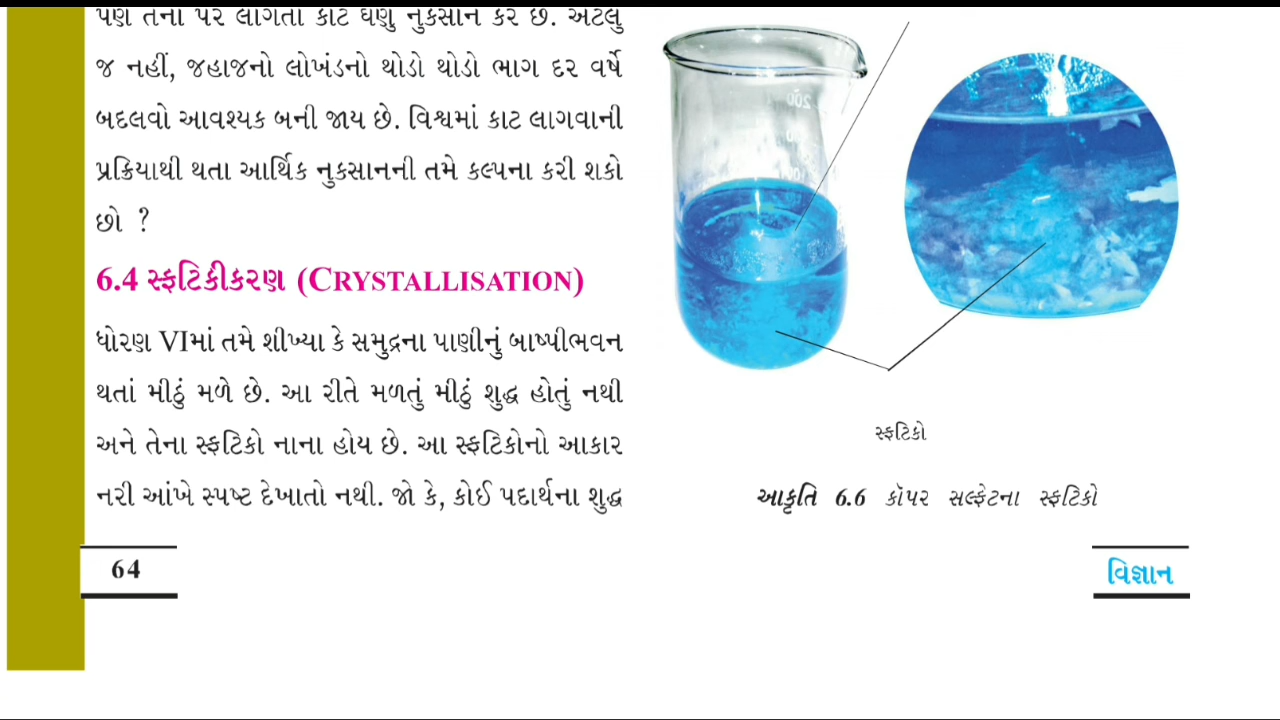 પણ તેના પર લાગતો કાટ ઘણું નુકસાન કરે છે. એટલું
જ નહીં, જહાજનો લોખંડનો થોડો થોડો ભાગ દર વર્ષે
બદલવો આવશ્યક બની જાય છે. વિશ્વમાં કાટ લાગવાની
પ્રક્રિયાથી થતા આર્થિક નુકસાનની તમે કલ્પના કરી શકો
છો ?
6.4 સ્ફટિકીકરણ (CRYSTALLISATION)
ધોરણ VIમાં તમે શીખ્યા કે સમુદ્રના પાણીનું બાષ્પીભવન
થતાં મીઠું મળે છે. આ રીતે મળતું મીઠું શુદ્ધ હોતું નથી
અને તેના સ્ફટિકો નાના હોય છે. આ સ્ફટિકોનો આકાર
નરી આંખે સ્પષ્ટ દેખાતો નથી. જો કે, કોઈ પદાર્થના શુદ્ધ
64
200
સ્ફટિકો
આકૃતિ 6.6 કૉપર સલ્ફેટના સ્ફટિકો
વિજ્ઞાન